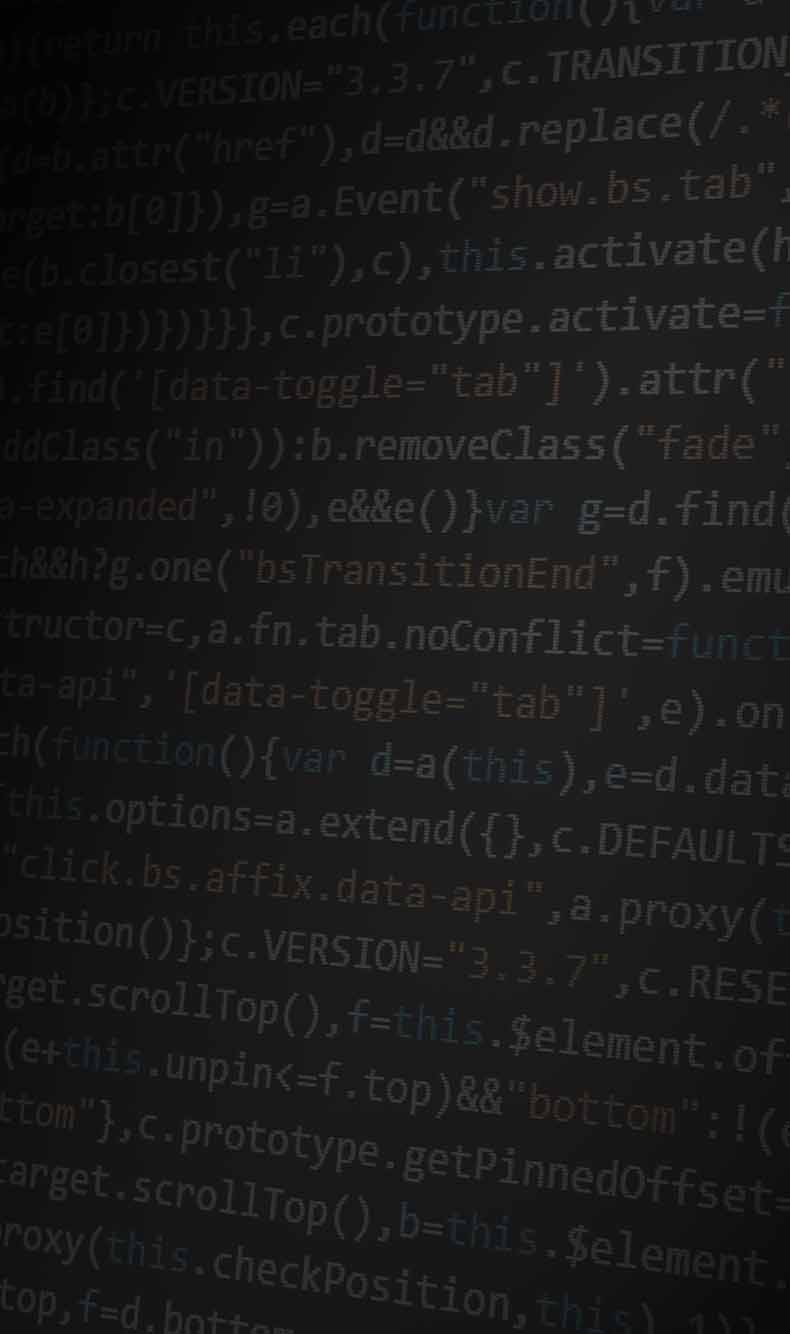 ){return this.each(function(){var d
a(b)};c.VERSION="3.3.7",c.TRANSITION
d=b.attr("href"),d=d&&d.replace(/.*
arget:b[0]}),g=a.Event("show.bs.tab",
e(b.closest("li"),c),this.activate(h
t:e[0]})})}}},c.prototype.activate=f
.find('[data-toggle="tab"]').attr("
ddClass("in")):b.removeClass("fade",
a-expanded",!0),e&&e()}var g=d.find(
th&&h?g.one("bsTransitionEnd",f).emu
tructor=c,a.fn.tab.noConflict=funct
ta-api",'[data-toggle="tab"]',e).on
ch(function(){var d=a(this),e=d.data
this.options=a.extend({},c.DEFAULTS
"click.bs.affix.data-api",a.proxy(t
osition()};c.VERSION="3.3.7",c.RESE
rget.scrollTop(),f=this.$element.of
(e+this.unpin<=f.top)&&"bottom":!(
ttom"},c.prototype.getPinnedOffset=
target.scrollTop(),b=this.$element.
roxy(this.checkPosition,this),1))
top,f=d.bottom